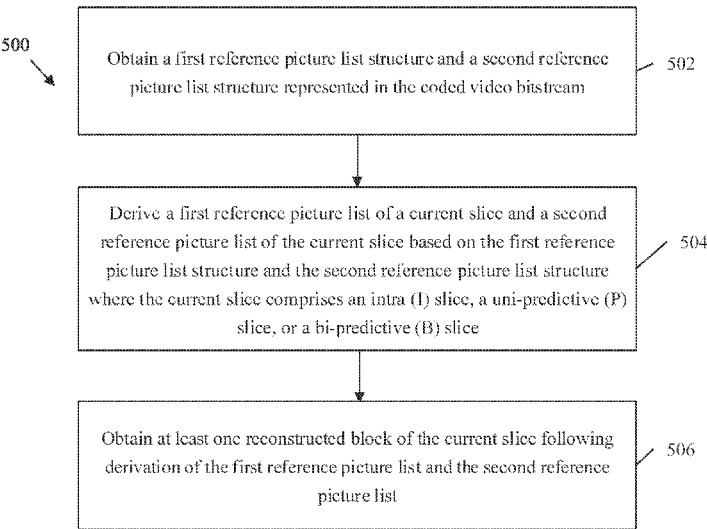 500
Obtain a first reference picture list structure and a second reference
picture list structure represented in the coded video bitstream
502
Derive a first reference picture list of a current slice and a second
reference picture list of the current slice based on the first reference
picture list structure and the second reference picture list structure
where the current slice comprises an intra (I) slice, a uni-predictive (P)
slice, or a bi-predictive (B) slice
504
Obtain at least one reconstructed block of the current slice following
derivation of the first reference picture list and the second reference
picture list
506